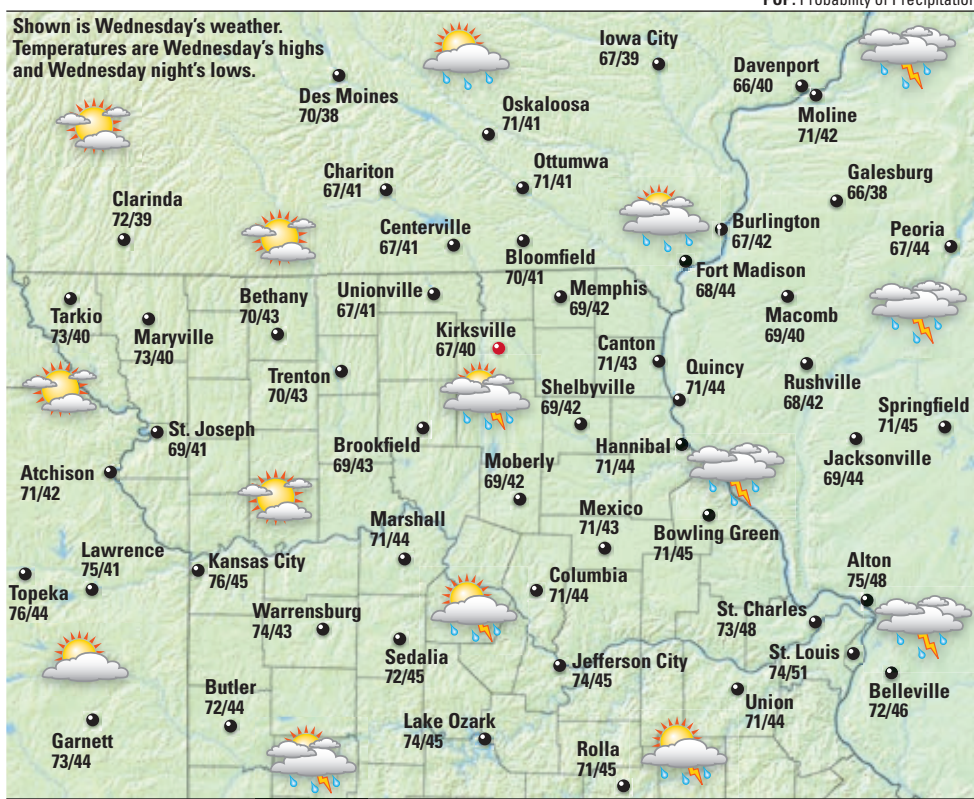 POP: Probability of Precipitation
Shown is Wednesday's weather.
Temperatures are Wednesday's highs
and Wednesday night's lows.
Iowa City
67/39
Davenport
66/40
Des Moines
70/38
Moline
71/42
Oskaloosa
71/41
Ottumwa
71/41
Chariton
67/41
Galesburg
66/38
Clarinda
72/39
Centerville
67/41
Burlington
67/42
Peoria
67/44
Bloomfield
70/41
Fort Madison
68/44
Tarkio
73/40
Maryville
73/40
Bethany
70/43
Unionville
67/41
Memphis
69/42
Macomb
69/40
Kirksville
67/40
Canton
71/43
Quincy
71/44
Trenton
70/43
Shelbyville
69/42
Rushville
68/42
Springfield
71/45
St. Joseph
69/41
Brookfield
69/43
Hannibal
71/44
Jacksonville
69/44
Atchison
71/42
Moberly
69/42
Marshall
71/44
Mexico
71/43
Bowling Green
71/45
Lawrence
75/41
Kansas City
76/45
Topeka
76/44
Columbia
71/44
Alton
75/48
Warrensburg
74/43
St. Charles
73/48
Sedalia
72/45
Jefferson City
74/45
St. Louis
74/51
Belleville
72/46
Butler
72/44
Union
71/44
Garnett
73/44
Lake Ozark
74/45
Rolla
71/45